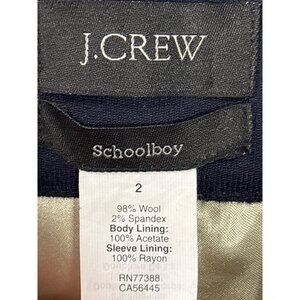 J.CREW
Schoolboy
2
98% Wool
2% Spandex
Body Lining:
100% Acetate
Sleeve Lining:
100% Rayon
RN77388
CA56445